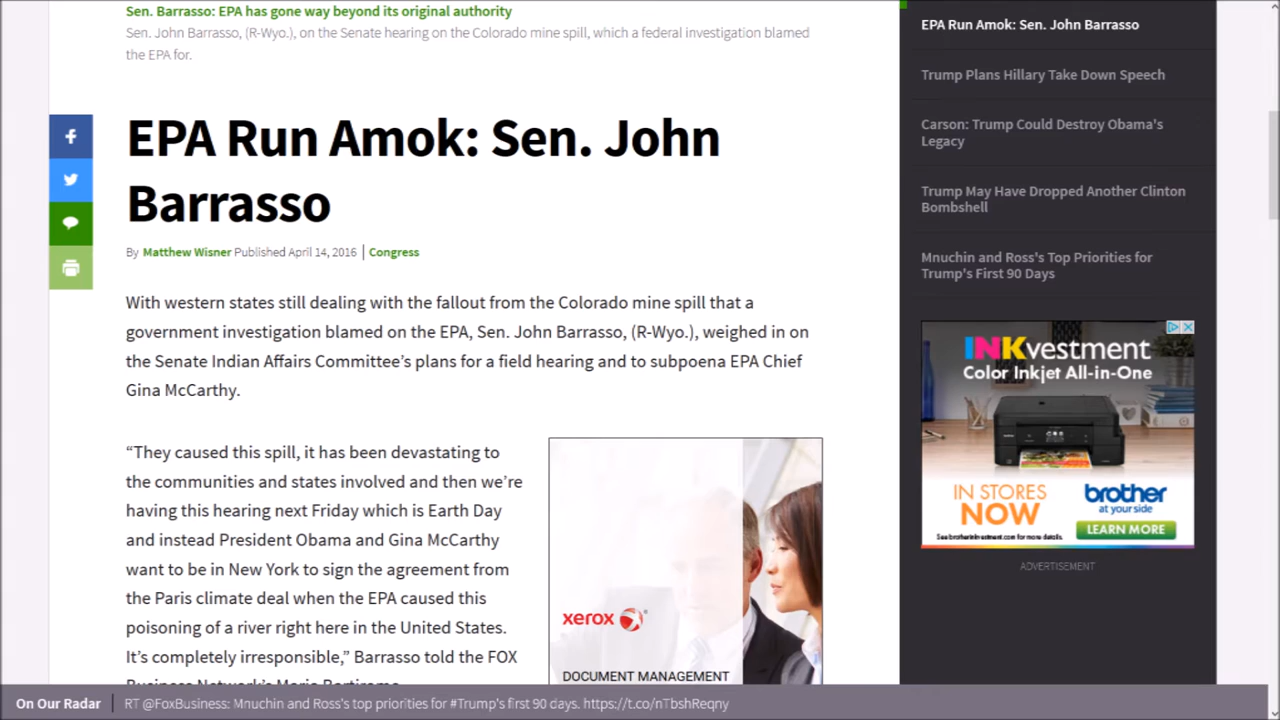 Sen. Barrasso: EPA has gone way beyond its original authority
Sen. John Barrasso, (R-Wyo.), on the Senate hearing on the Colorado mine spill, which a federal investigation blamed
the EPA for.
EPA Run Amok: Sen. John
Barrasso
By Matthew Wisner Published April 14, 2016 | Congress
With western states still dealing with the fallout from the Colorado mine spill that a
government investigation blamed on the EPA, Sen. John Barrasso, (R-Wyo.), weighed in on
the Senate Indian Affairs Committee’s plans for a field hearing and to subpoena EPA Chief
Gina McCarthy.
“They caused this spill, it has been devastating to
the communities and states involved and then we’re
having this hearing next Friday which is Earth Day
and instead President Obama and Gina McCarthy
want to be in New York to sign the agreement from
the Paris climate deal when the EPA caused this
poisoning of a river right here in the United States.
It’s completely irresponsible,” Barrasso told the FOX
Business Network’s Maria Bartiromo
xerox
DOCUMENT MANAGEMENT
EPA Run Amok: Sen. John Barrasso
Trump Plans Hillary Take Down Speech
Carson: Trump Could Destroy Obama's
Legacy
Trump May Have Dropped Another Clinton
Bombshell
Mnuchin and Ross's Top Priorities for
Trump's First 90 Days
INKvestment
Color Inkjet All-in-One
IN STORES
NOW
brother
at your side
LEARN MORE
See brotherinkvestment.com for more details.
ADVERTISEMENT
On Our Radar | RT @FoxBusiness: Mnuchin and Ross's top priorities for #Trump's first 90 days. https://t.co/nTbshReqny